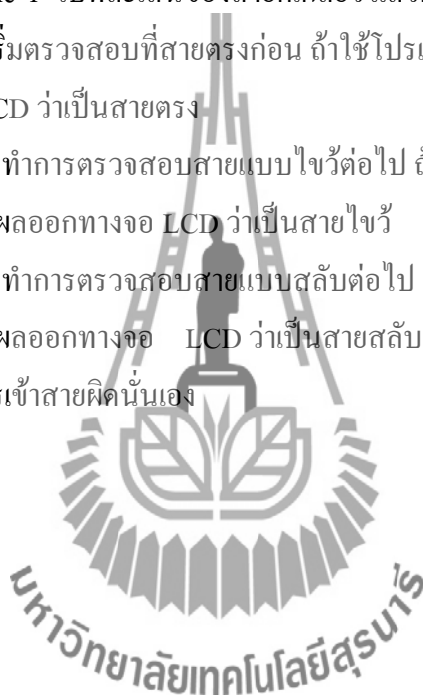 ริ่มตรวจสอบที่สายตรงก่อน ถ้าใช้โปรเ
CD ว่าเป็นสายตรง
ทำการตรวจสอบสายแบบไขว้ต่อไป ถ้
ผลออกทางจอ LCD ว่าเป็นสายไขว้
ทำการตรวจสอบสายแบบสลับต่อไป
ผลออกทางจอ LCD ว่าเป็นสายสลับ
รเข้าสายผิดนั่นเอง
มหาวิทยาลัยเทคโนโลยีสุรนารี